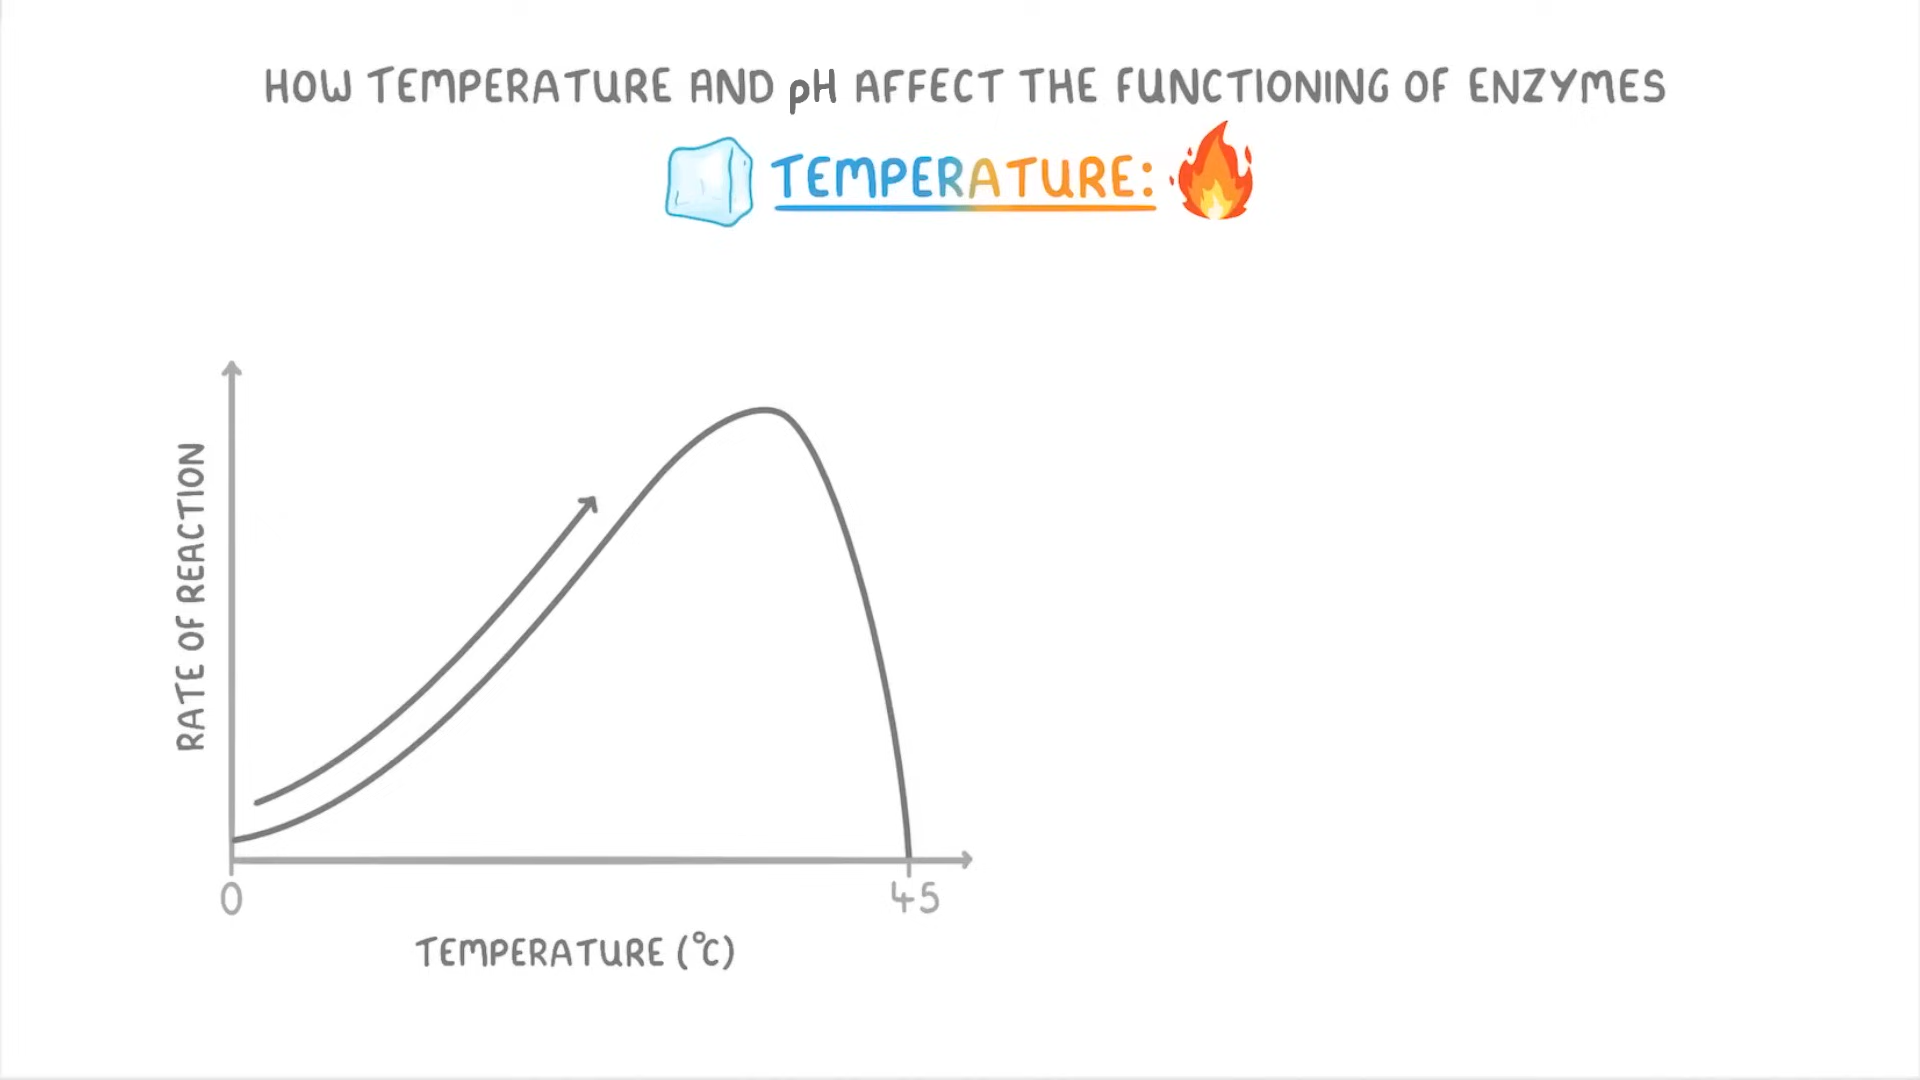 HOW TEMPERATURE AND pH AFFECT THE FUNCTIONING OF ENZYMES
TEMPERATURE:
RATE OF REACTION
0
45
TEMPERATURE (°C)